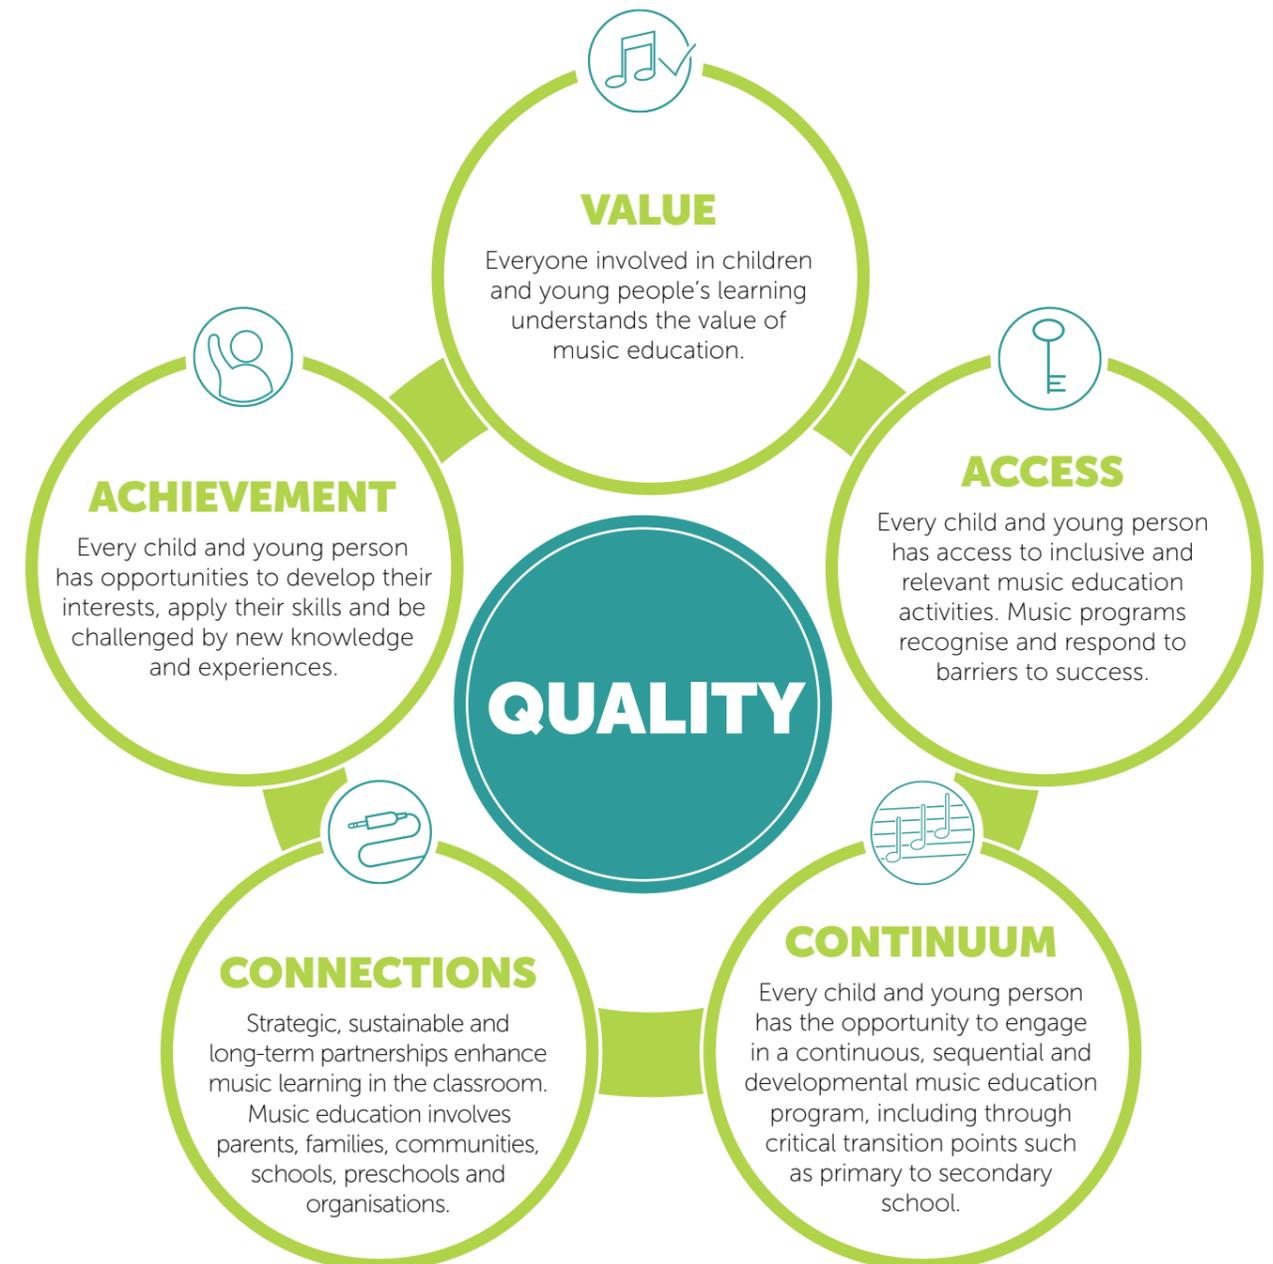 VALUE
Everyone involved in children
and young people's learning
understands the value of
music education.
ACHIEVEMENT
Every child and young person
has opportunities to develop their
interests, apply their skills and be
challenged by new knowledge
and experiences.
ACCESS
Every child and young person
has access to inclusive and
relevant music education
activities. Music programs
recognise and respond to
barriers to success.
QUALITY
CONNECTIONS
Strategic, sustainable and
long-term partnerships enhance
music learning in the classroom.
Music education involves
parents, families, communities,
schools, preschools and
organisations.
CONTINUUM
Every child and young person
has the opportunity to engage
in a continuous, sequential and
developmental music education
program, including through
critical transition points such
as primary to secondary
school.